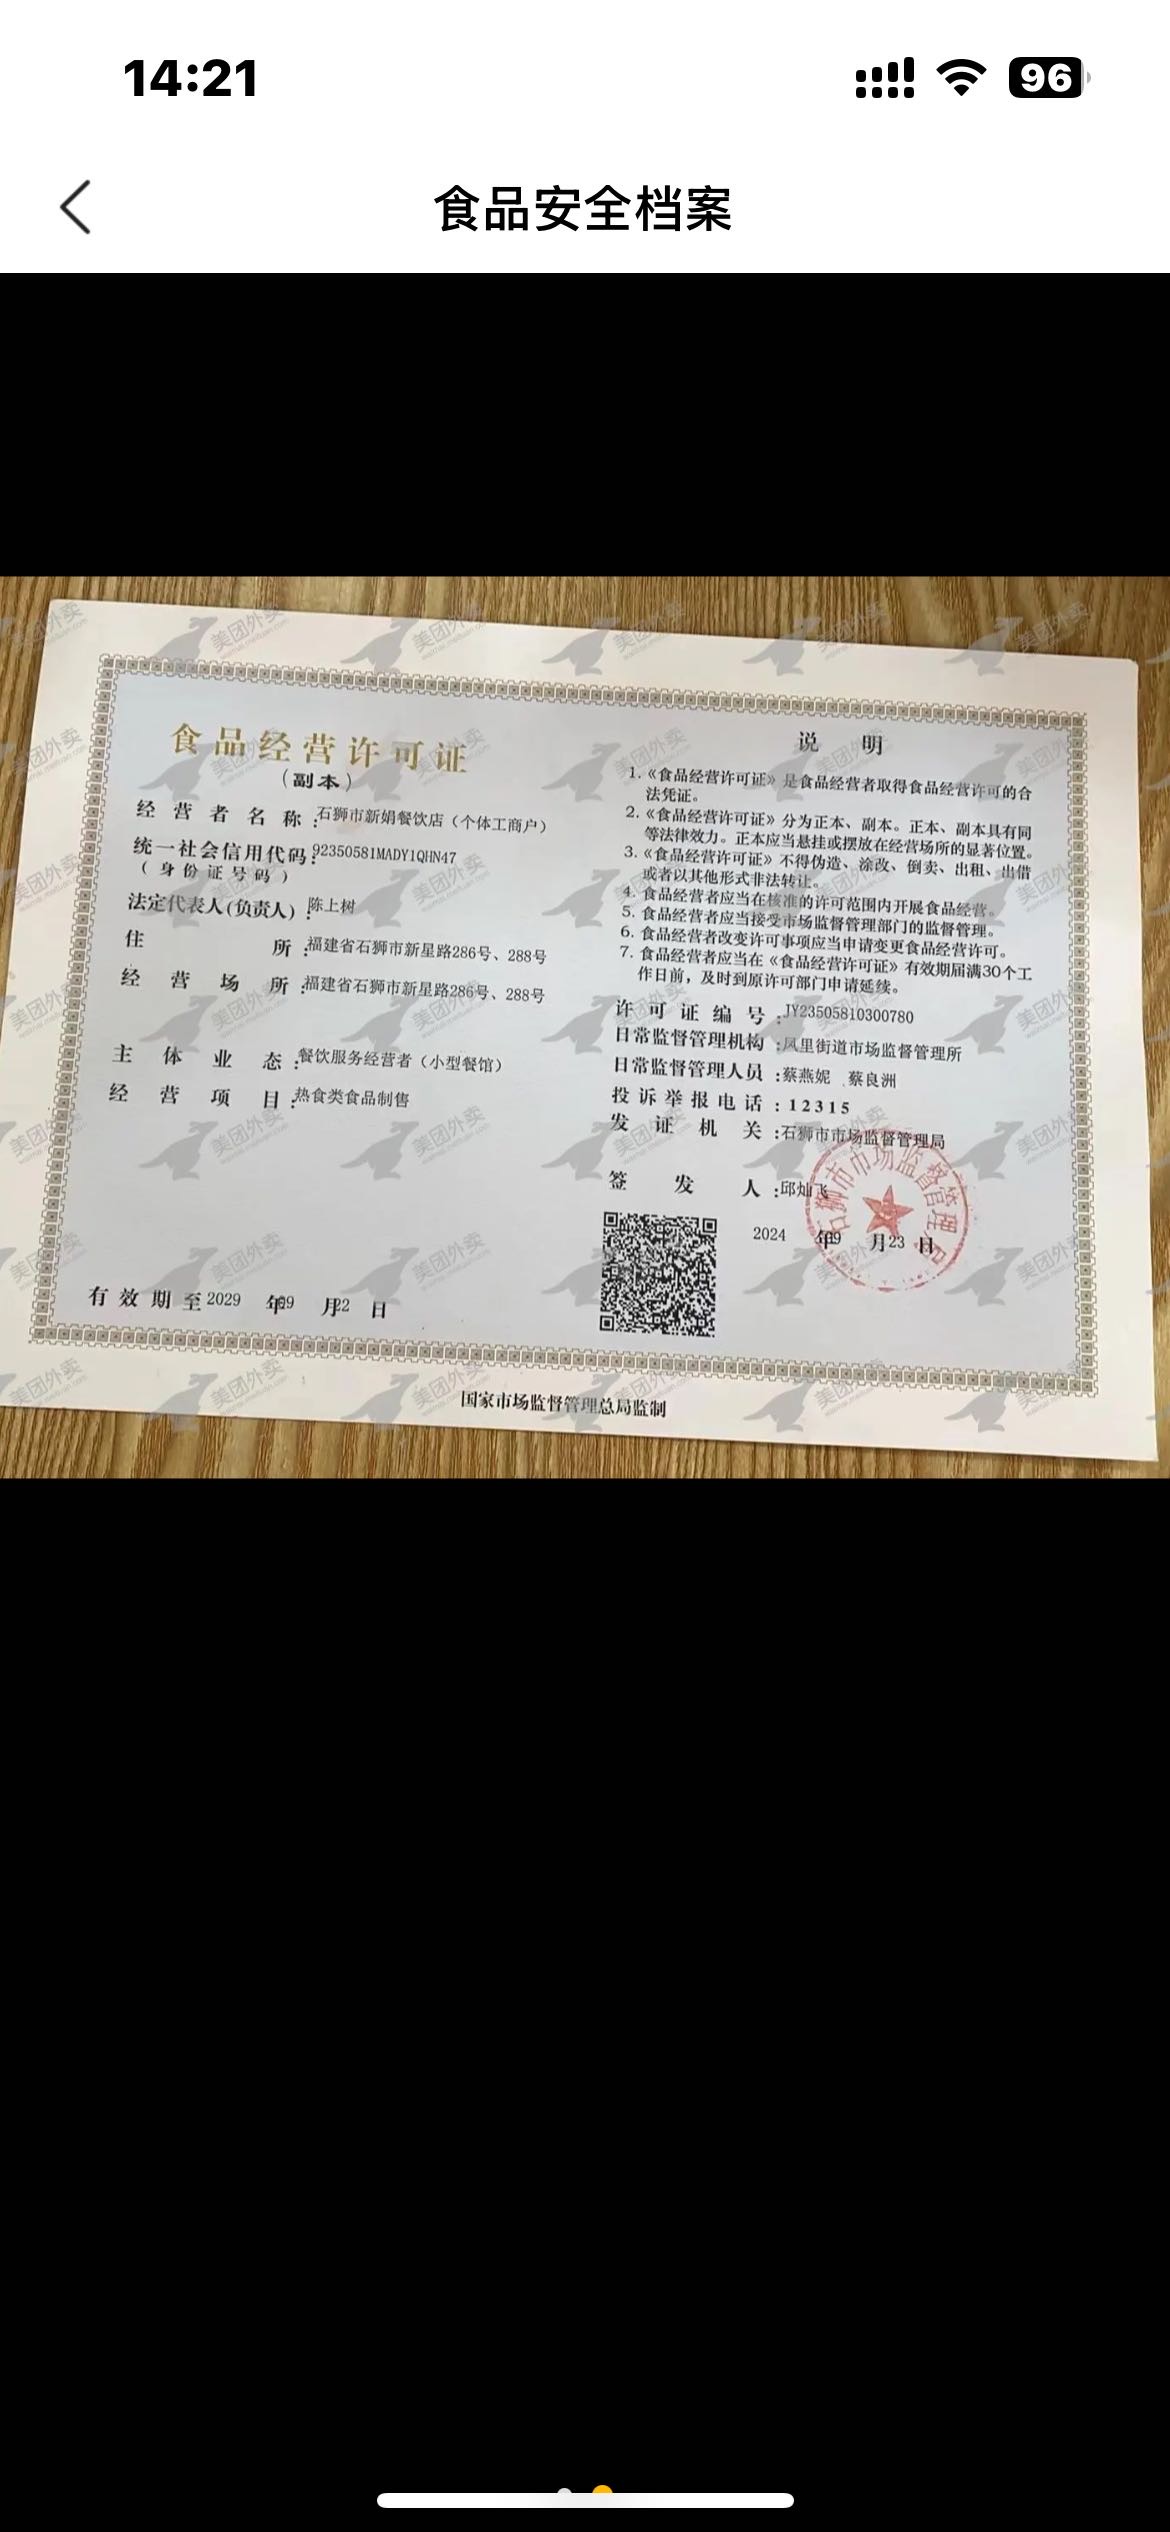 14:21
96
食品安全档案
食品经营许可证
（副本）
经营者名称：石狮市新娟餐饮店（个体工商户）
统一社会信用代码：92350581MADY1QHN47
（身份证号码）
法定代表人(负责人)：陈上树
住所：福建省石狮市新星路286号、288号
经营场所：福建省石狮市新星路286号、288号
主体业态：餐饮服务经营者（小型餐馆）
经营项目：热食类食品制售
有效期至2029年09月22日
说明
1.《食品经营许可证》是食品经营者取得食品经营许可的合
法凭证。
2.《食品经营许可证》分为正本、副本。正本、副本具有同
等法律效力。正本应当悬挂或摆放在经营场所的显著位置。
3.《食品经营许可证》不得伪造、涂改、倒卖、出租、出借
或者以其他形式非法转让。
4. 食品经营者应当在核准的许可范围内开展食品经营。
5. 食品经营者应当接受市场监督管理部门的监督管理。
6. 食品经营者改变许可事项应当申请变更食品经营许可。
7. 食品经营者应当在《食品经营许可证》有效期届满30个工
作日前，及时到原许可部门申请延续。
许可证编号：JY23505810300780
日常监督管理机构：凤里街道市场监督管理所
日常监督管理人员：蔡燕妮 蔡良洲
投诉举报电话：12315
发证机关：石狮市市场监督管理局
签发人：邱灿飞
2024年09月23日
石狮市市场监督管理局
国家市场监督管理总局监制
美团外卖
waimai.meituan.com